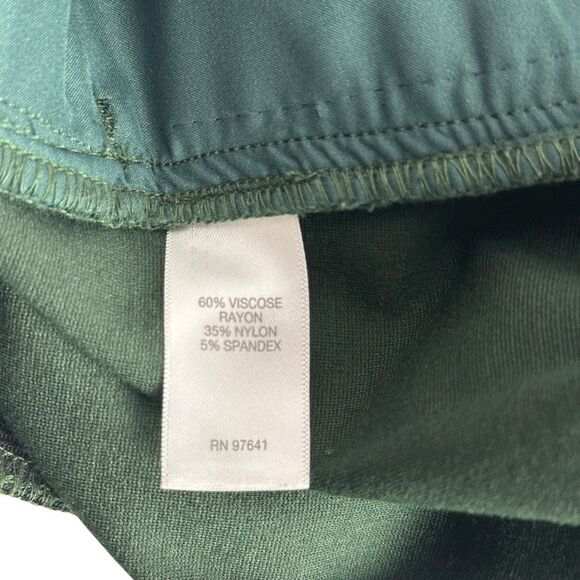 60% VISCOSE
RAYON
35% NYLON
5% SPANDEX
RN 97641